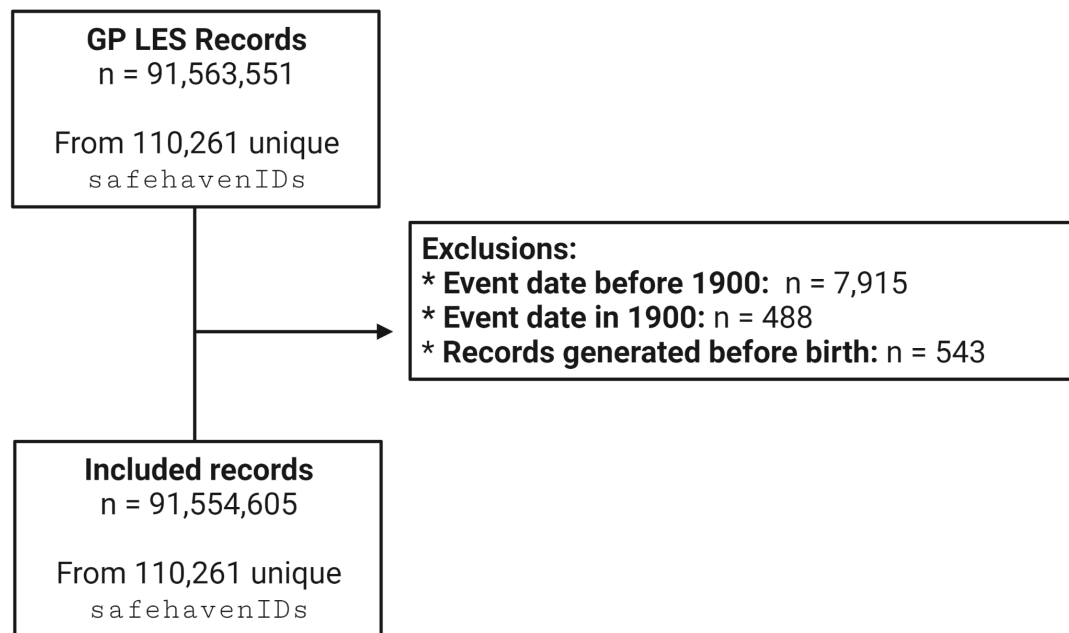 GP LES Records
n = 91,563,551
From 110,261 unique
safehavenIDs
Exclusions:
* Event date before 1900:  n = 7,915
* Event date in 1900: n = 488
* Records generated before birth: n = 543
Included records
n = 91,554,605
From 110,261 unique
safehavenIDs